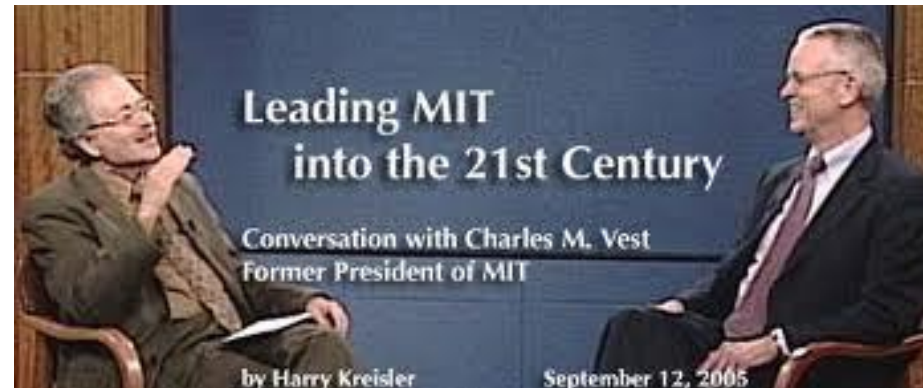 Leading MIT
into the 21st Century
Conversation with Charles M. Vest
Former President of MIT
by Harry Kreisler
September 12, 2005